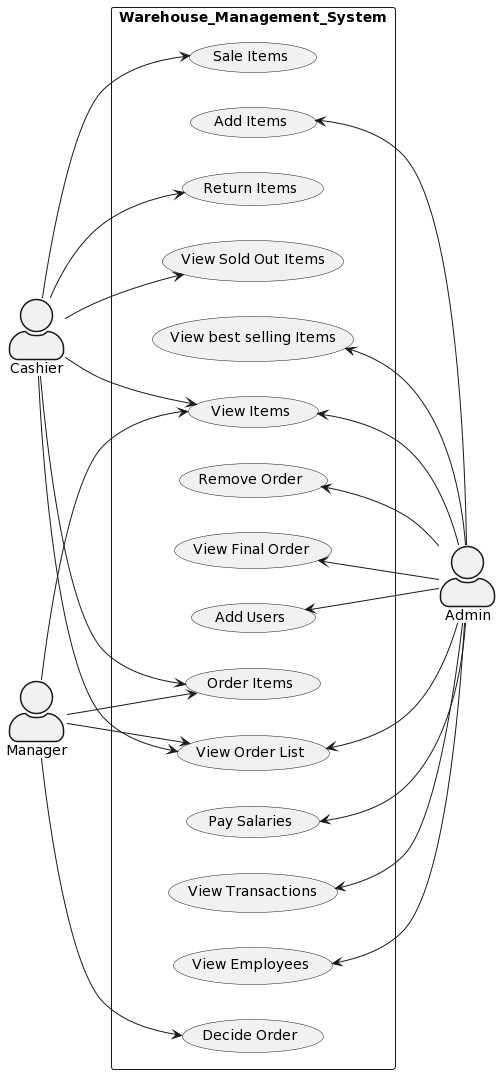 Warehouse_Management_System
Sale Items
Add Items
Return Items
View Sold Out Items
View best selling Items
Cashier
View Items
Remove Order
View Final Order
Add Users
Admin
Order Items
Manager
View Order List
Pay Salaries
View Transactions
View Employees
Decide Order